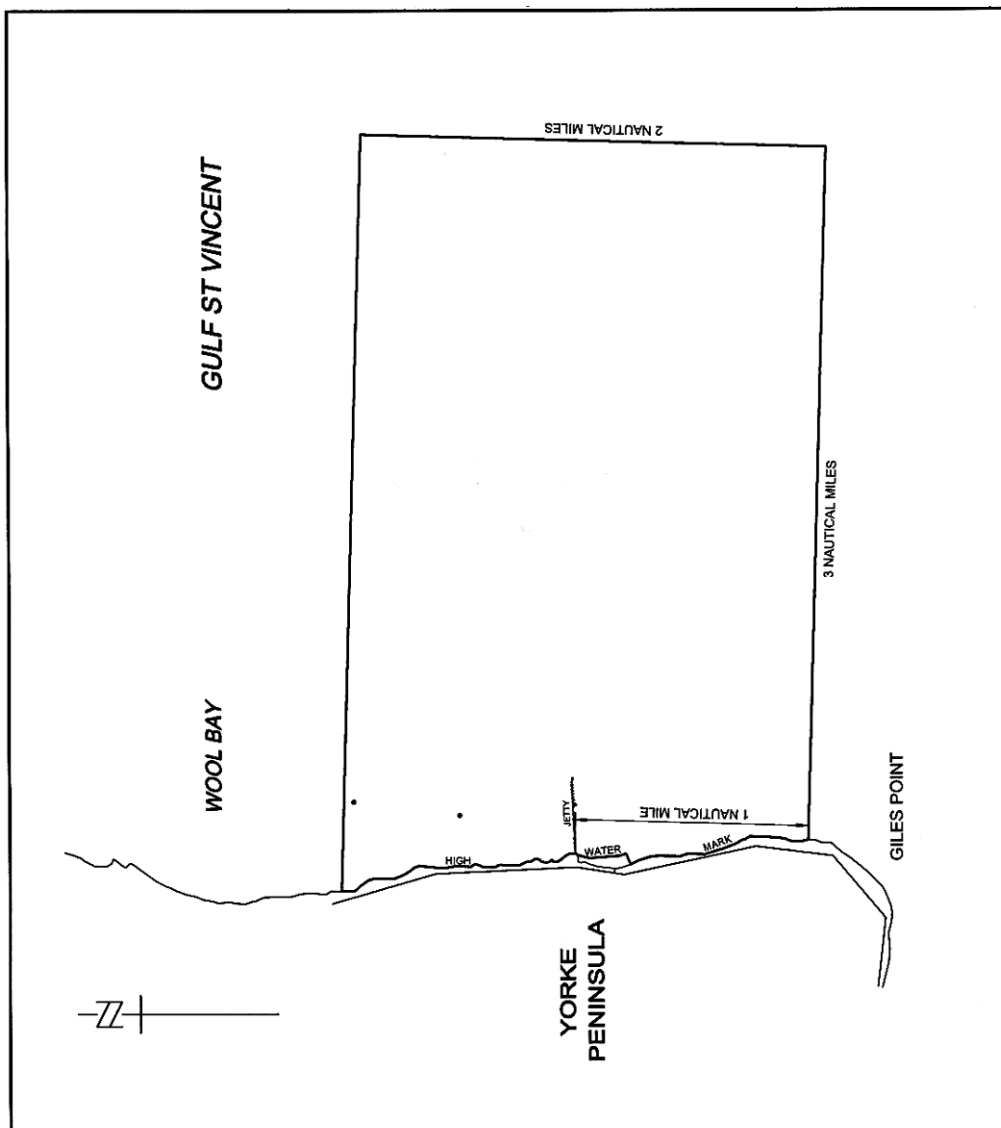 GULF ST VINCENT
2 NAUTICAL MILES
WOOL BAY
3 NAUTICAL MILES
JETTY
1 NAUTICAL MILE
HIGH
WATER
MARK
GILES POINT
YORKE
PENINSULA
N